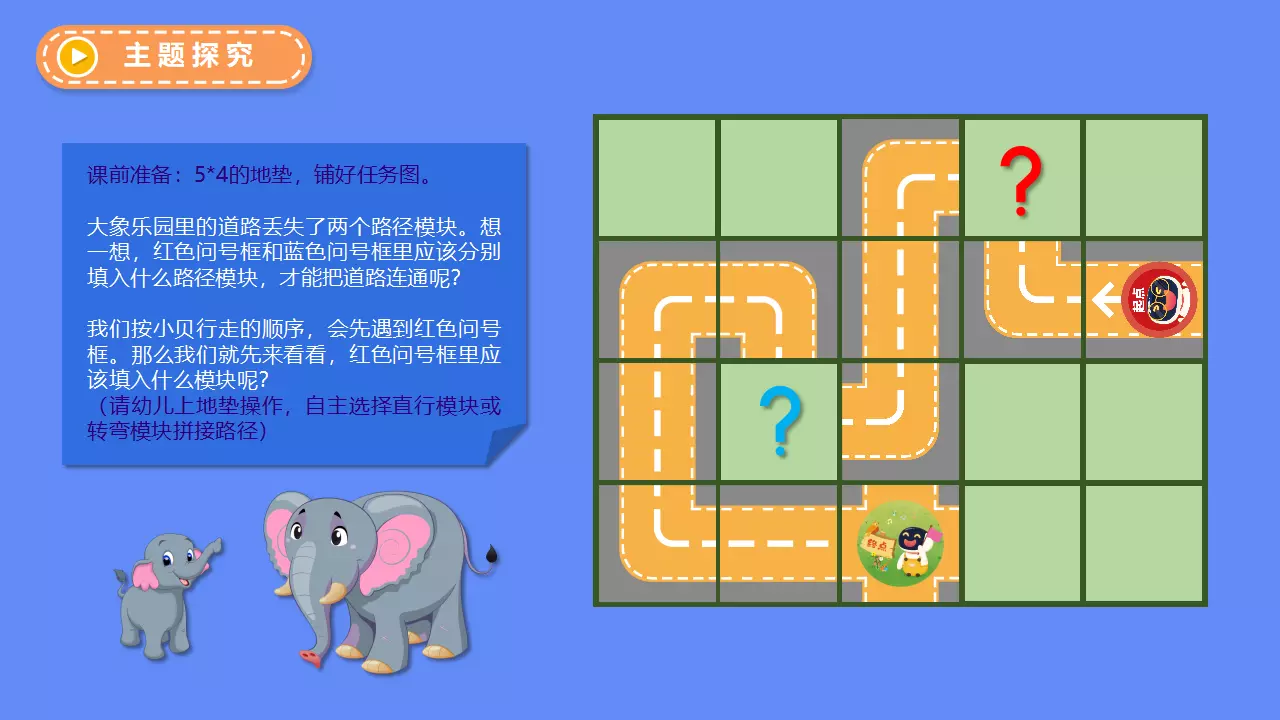 主题探究
课前准备：5*4的地垫，铺好任务图。
大象乐园里的道路丢失了两个路径模块。想
一想，红色问号框和蓝色问号框里应该分别
填入什么路径模块，才能把道路连通呢？
我们按小贝行走的顺序，会先遇到红色问号
框。那么我们就先来看看，红色问号框里应
该填入什么模块呢？
（请幼儿上地垫操作，自主选择直行模块或
转弯模块拼接路径）
？
起点
？
终点